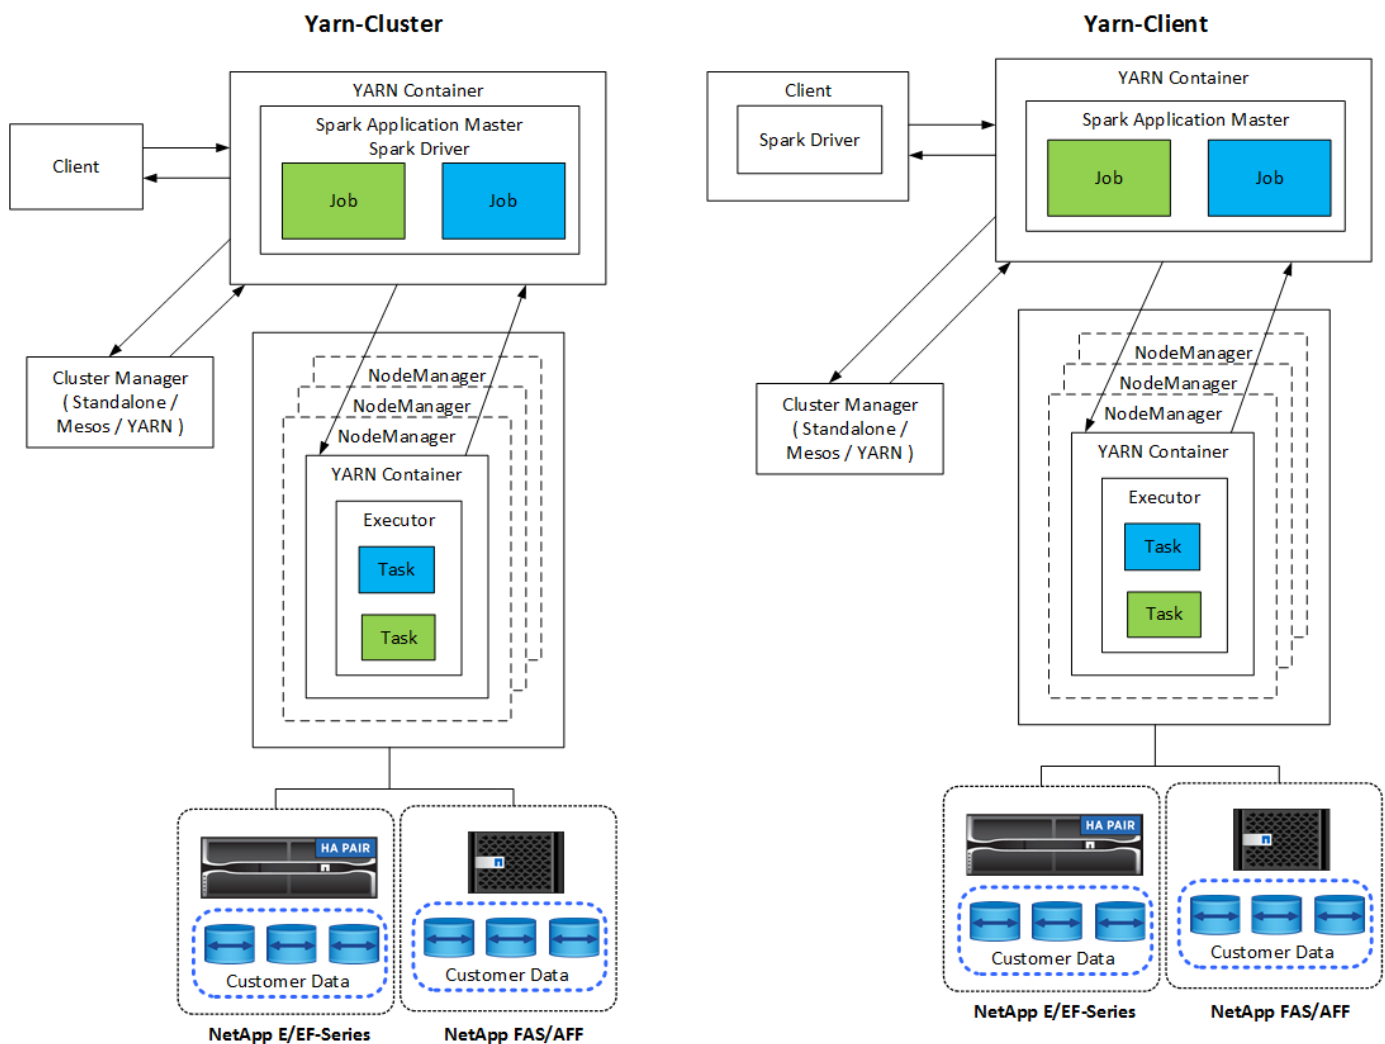 Yarn-Cluster
YARN Container
Spark Application Master
Spark Driver
Job
Job
Client
Cluster Manager
( Standalone /
Mesos / YARN )
NodeManager
NodeManager
NodeManager
YARN Container
Executor
Task
Task
HA PAIR
Customer Data
Customer Data
NetApp E/EF-Series
NetApp FAS/AFF
Yarn-Client
Client
Spark Driver
YARN Container
Spark Application Master
Job
Job
Cluster Manager
( Standalone /
Mesos / YARN )
NodeManager
NodeManager
NodeManager
YARN Container
Executor
Task
Task
HA PAIR
Customer Data
Customer Data
NetApp E/EF-Series
NetApp FAS/AFF